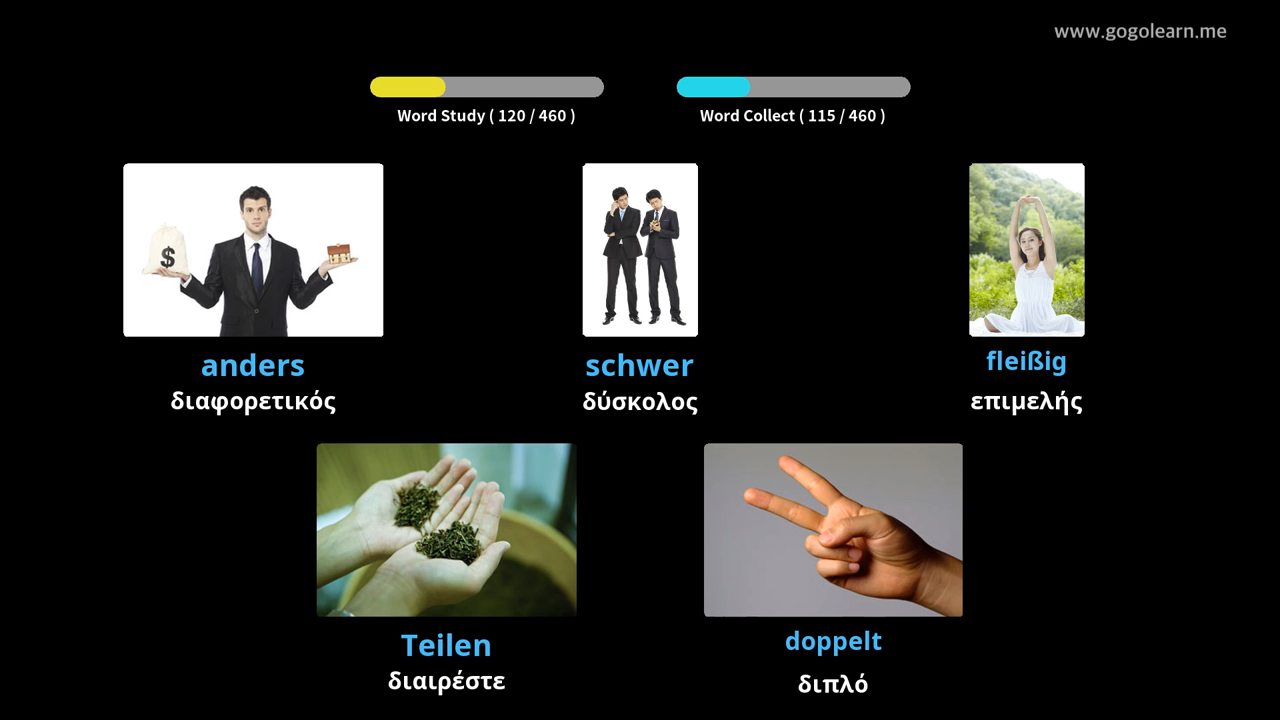 www.gogolearn.me
Word Study ( 120 / 460 )
Word Collect ( 115 / 460 )
$
anders
διαφορετικός
schwer
δύσκολος
fleißig
επιμελής
Teilen
διαιρέστε
doppelt
διπλό